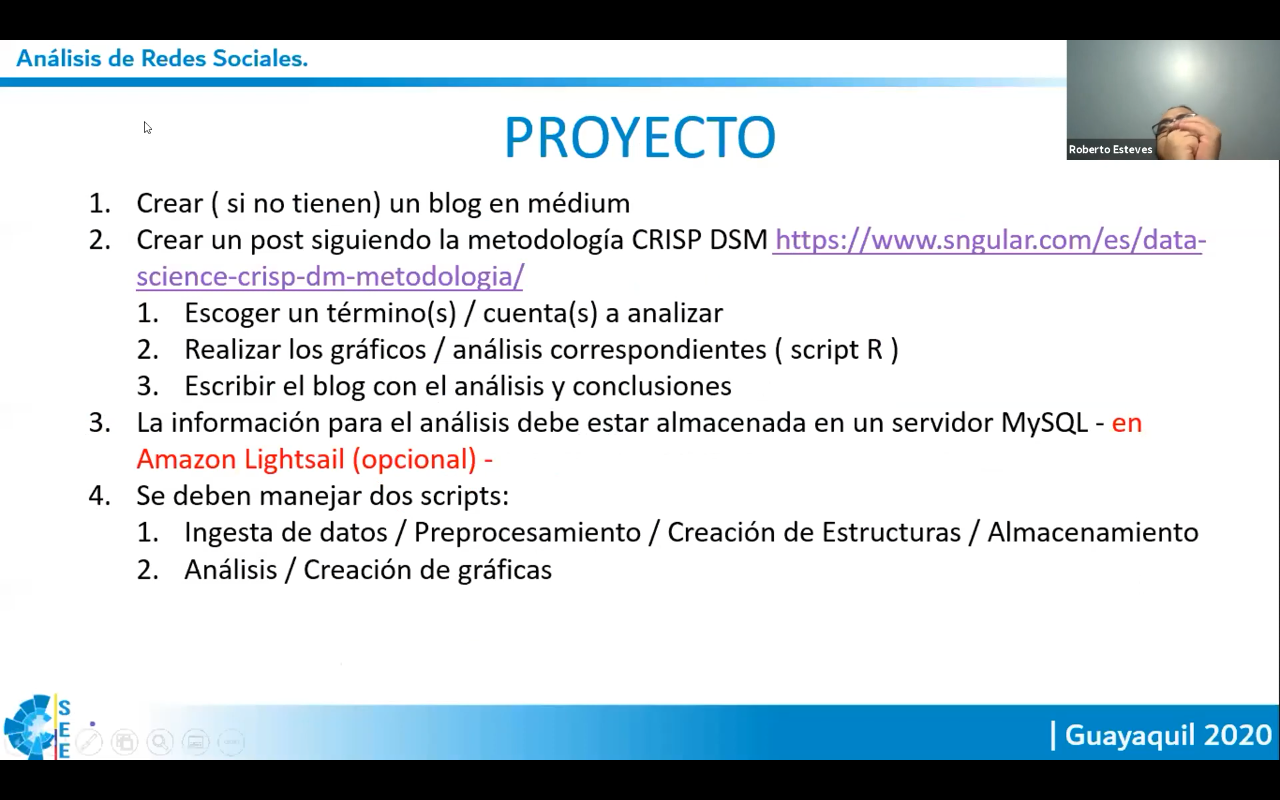 Análisis de Redes Sociales.
PROYECTO
Roberto Esteves
1. Crear ( si no tienen) un blog en médium
2. Crear un post siguiendo la metodología CRISP DSM https://www.sngular.com/es/data-
science-crisp-dm-metodologia/
1. Escoger un término(s) / cuenta(s) a analizar
2. Realizar los gráficos / análisis correspondientes ( script R )
3. Escribir el blog con el análisis y conclusiones
3. La información para el análisis debe estar almacenada en un servidor MySQL - en
Amazon Lightsail (opcional) -
4. Se deben manejar dos scripts:
1. Ingesta de datos / Preprocesamiento / Creación de Estructuras / Almacenamiento
2. Análisis / Creación de gráficas
S
E
E
| Guayaquil 2020